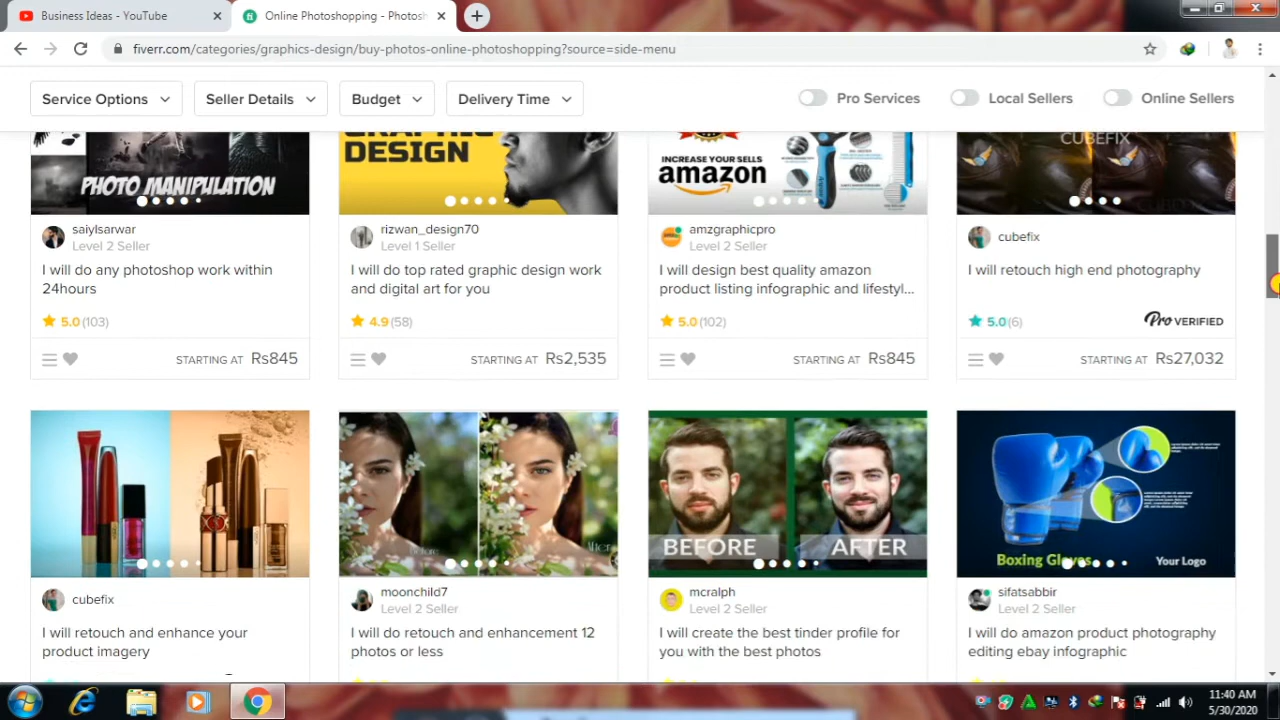 Business Ideas - YouTube
Online Photoshopping - Photosh
fiverr.com/categories/graphics-design/buy-photos-online-photoshopping?source=side-menu
Service Options
Seller Details
Budget
Delivery Time
Pro Services
Local Sellers
Online Sellers
PHOTO MANIPULATION
GRAPHIC
DESIGN
INCREASE YOUR SELLS
amazon
CUBEFIX
saiylsarwar
Level 2 Seller
I will do any photoshop work within
24hours
5.0 (103)
STARTING AT Rs845
rizwan_design70
Level 1 Seller
I will do top rated graphic design work
and digital art for you
4.9 (58)
STARTING AT Rs2,535
amzgraphicpro
Level 2 Seller
I will design best quality amazon
product listing infographic and lifestyl...
5.0 (102)
STARTING AT Rs845
cubefix
I will retouch high end photography
5.0 (6)
Pro VERIFIED
STARTING AT Rs27,032
Before
After
BEFORE
AFTER
Boxing Gloves
Your Logo
cubefix
I will retouch and enhance your
product imagery
moonchild7
Level 2 Seller
I will do retouch and enhancement 12
photos or less
mcralph
Level 2 Seller
I will create the best tinder profile for
you with the best photos
sifatsabbir
Level 2 Seller
I will do amazon product photography
editing ebay infographic
11:40 AM
5/30/2020